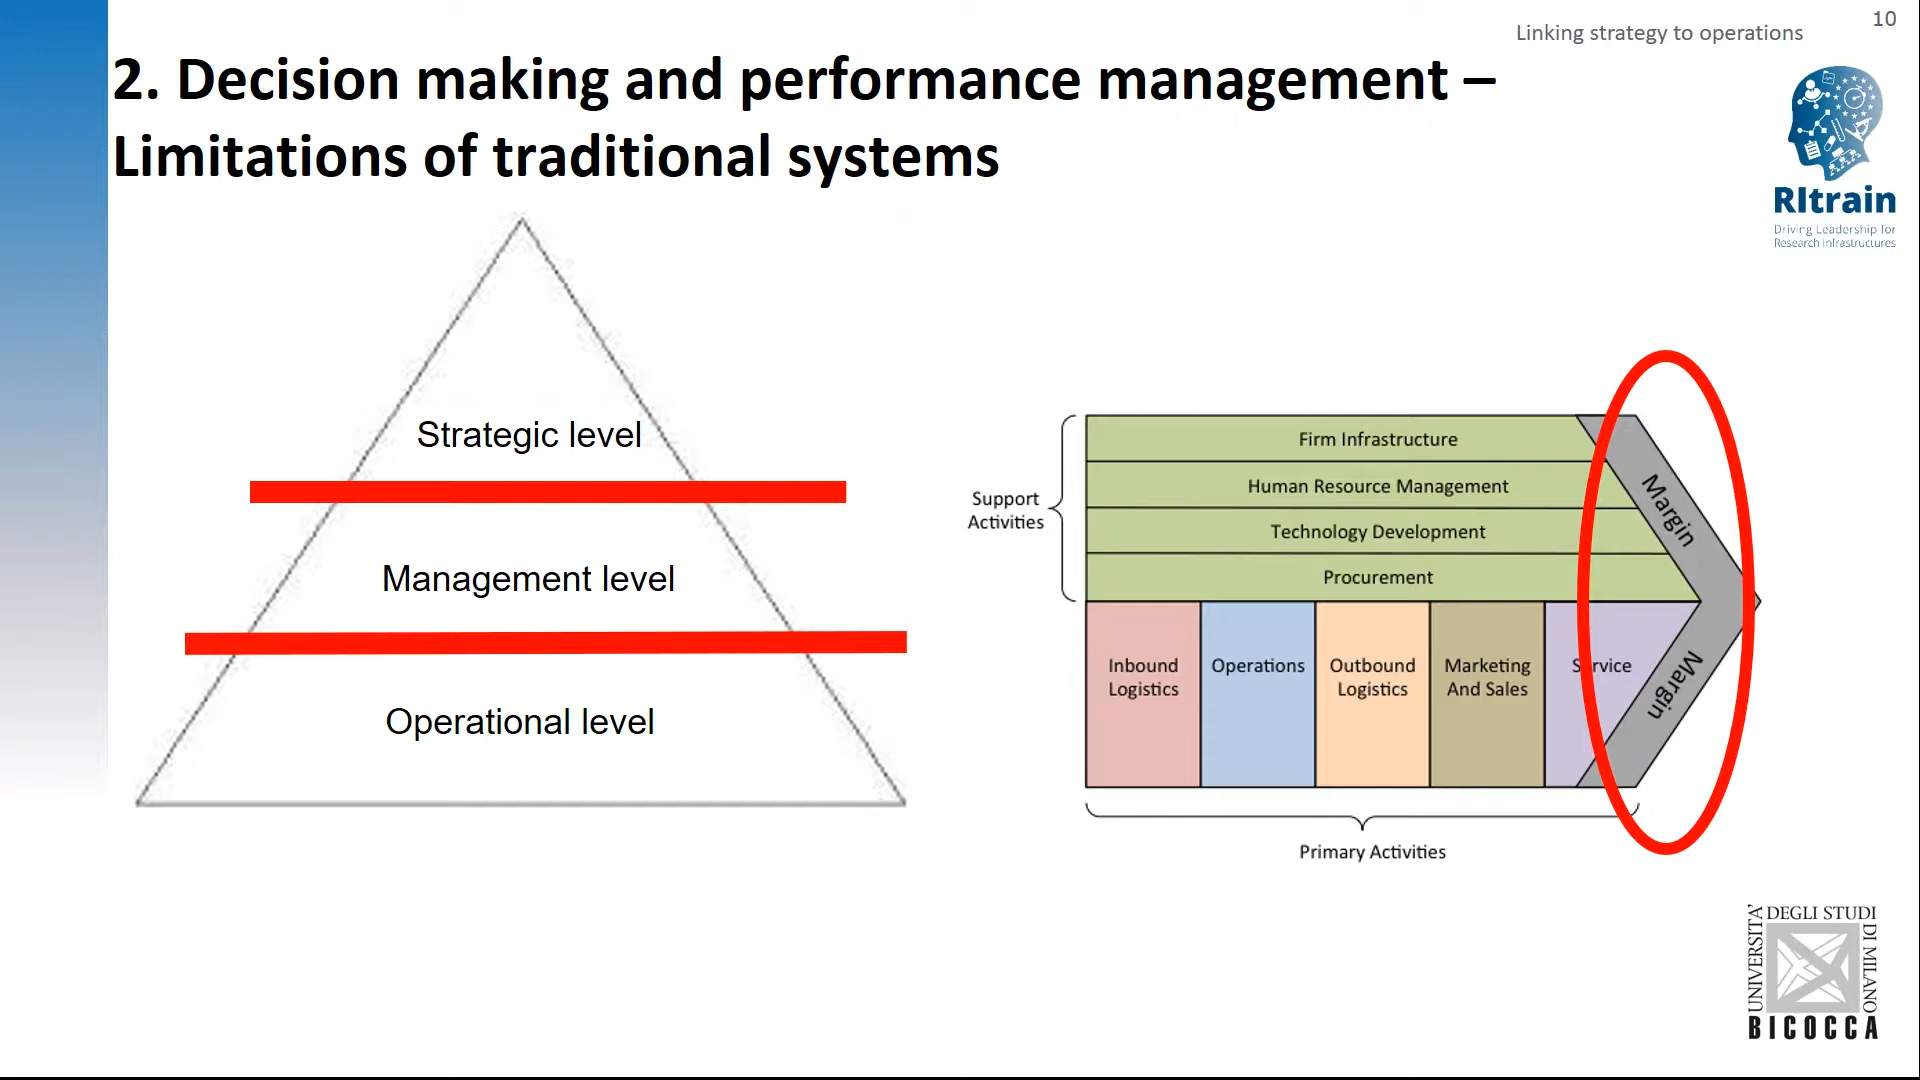 Linking strategy to operations
10
2. Decision making and performance management –
Limitations of traditional systems
RItrain
Driving Leadership for
Research Infrastructures
Strategic level
Management level
Operational level
Support
Activities
Firm Infrastructure
Human Resource Management
Technology Development
Procurement
Margin
Inbound
Logistics
Operations
Outbound
Logistics
Marketing
And Sales
Service
Margin
Primary Activities
UNIVERSITA'
DEGLI STUDI
DI MILANO
BICOCCA